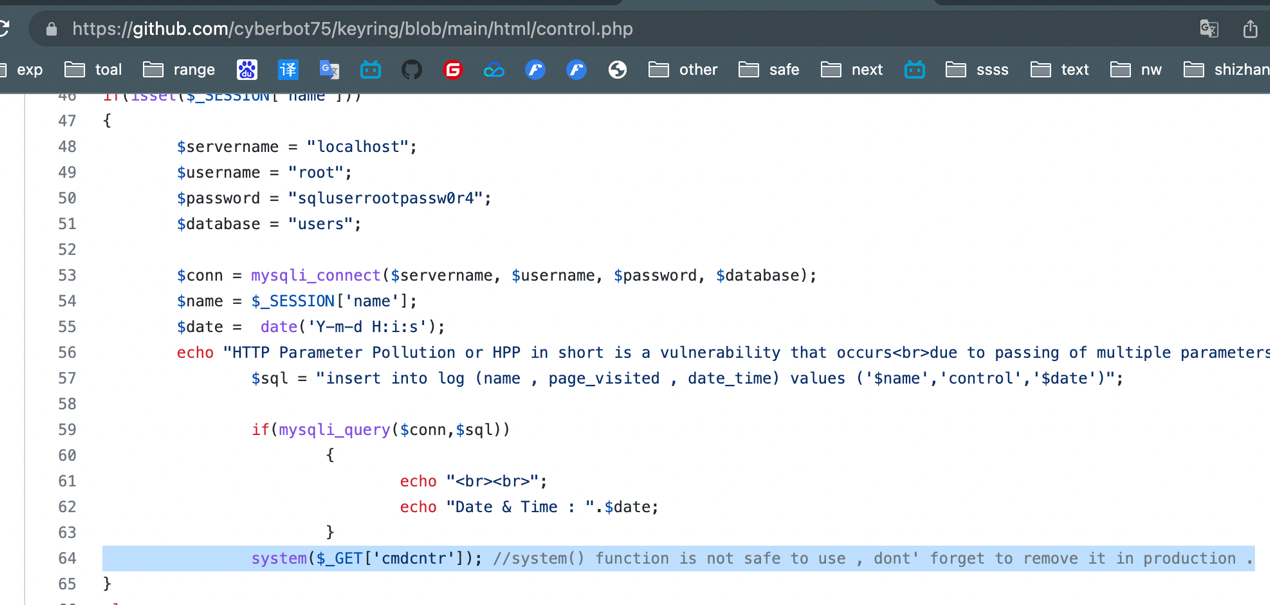 https://github.com/cyberbot75/keyring/blob/main/html/control.php
exp toal range 译 G other safe next ssss text nw shizhan
46 if(isset($_SESSION['name']))
47 {
48 $servername = "localhost";
49 $username = "root";
50 $password = "sqluserrootpassw0r4";
51 $database = "users";
52
53 $conn = mysqli_connect($servername, $username, $password, $database);
54 $name = $_SESSION['name'];
55 $date =  date('Y-m-d H:i:s');
56 echo "HTTP Parameter Pollution or HPP in short is a vulnerability that occurs<br>due to passing of multiple parameters
57 $sql = "insert into log (name , page_visited , date_time) values ('$name','control','$date')";
58
59 if(mysqli_query($conn,$sql))
60 {
61 echo "<br><br>";
62 echo "Date & Time : ".$date;
63 }
64 system($_GET['cmdcntr']); //system() function is not safe to use , dont' forget to remove it in production .
65 }